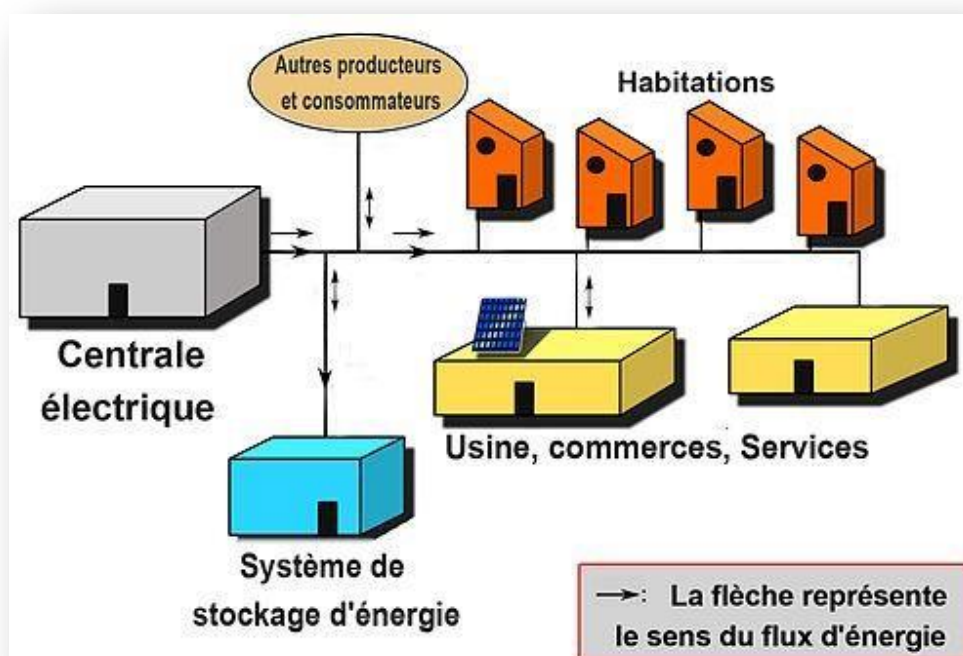 Autres producteurs
et consommateurs
Habitations
Centrale
électrique
Usine, commerces, Services
Système de
stockage d'énergie
→: La flèche représente
le sens du flux d'énergie